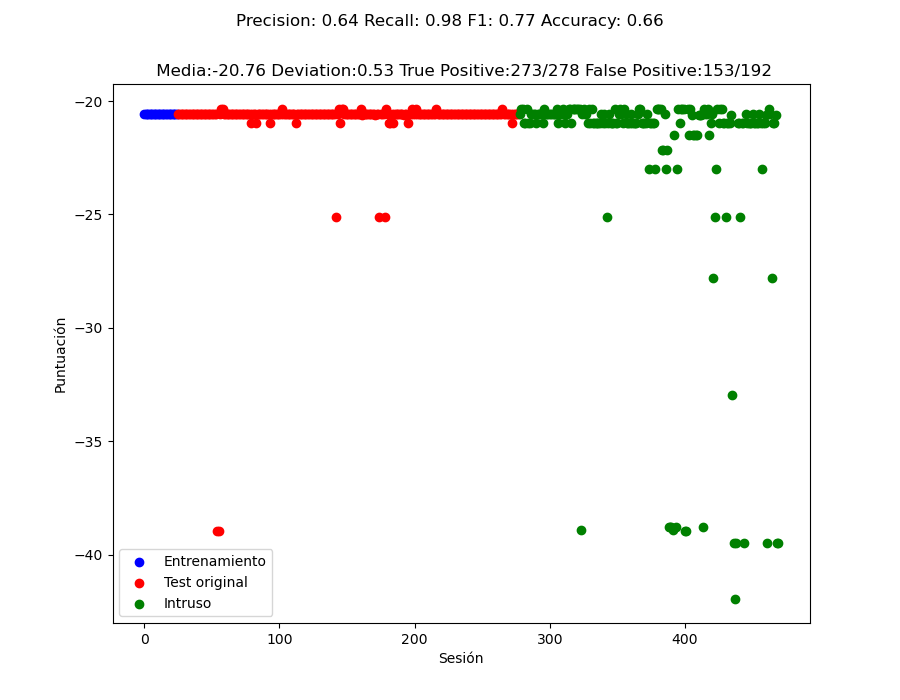 Precision: 0.64 Recall: 0.98 F1: 0.77 Accuracy: 0.66
Media:-20.76 Deviation:0.53 True Positive:273/278 False Positive:153/192
−20
−25
−30
−35
−40
Puntuación
Entrenamiento
Test original
Intruso
0 100 200 300 400
Sesión